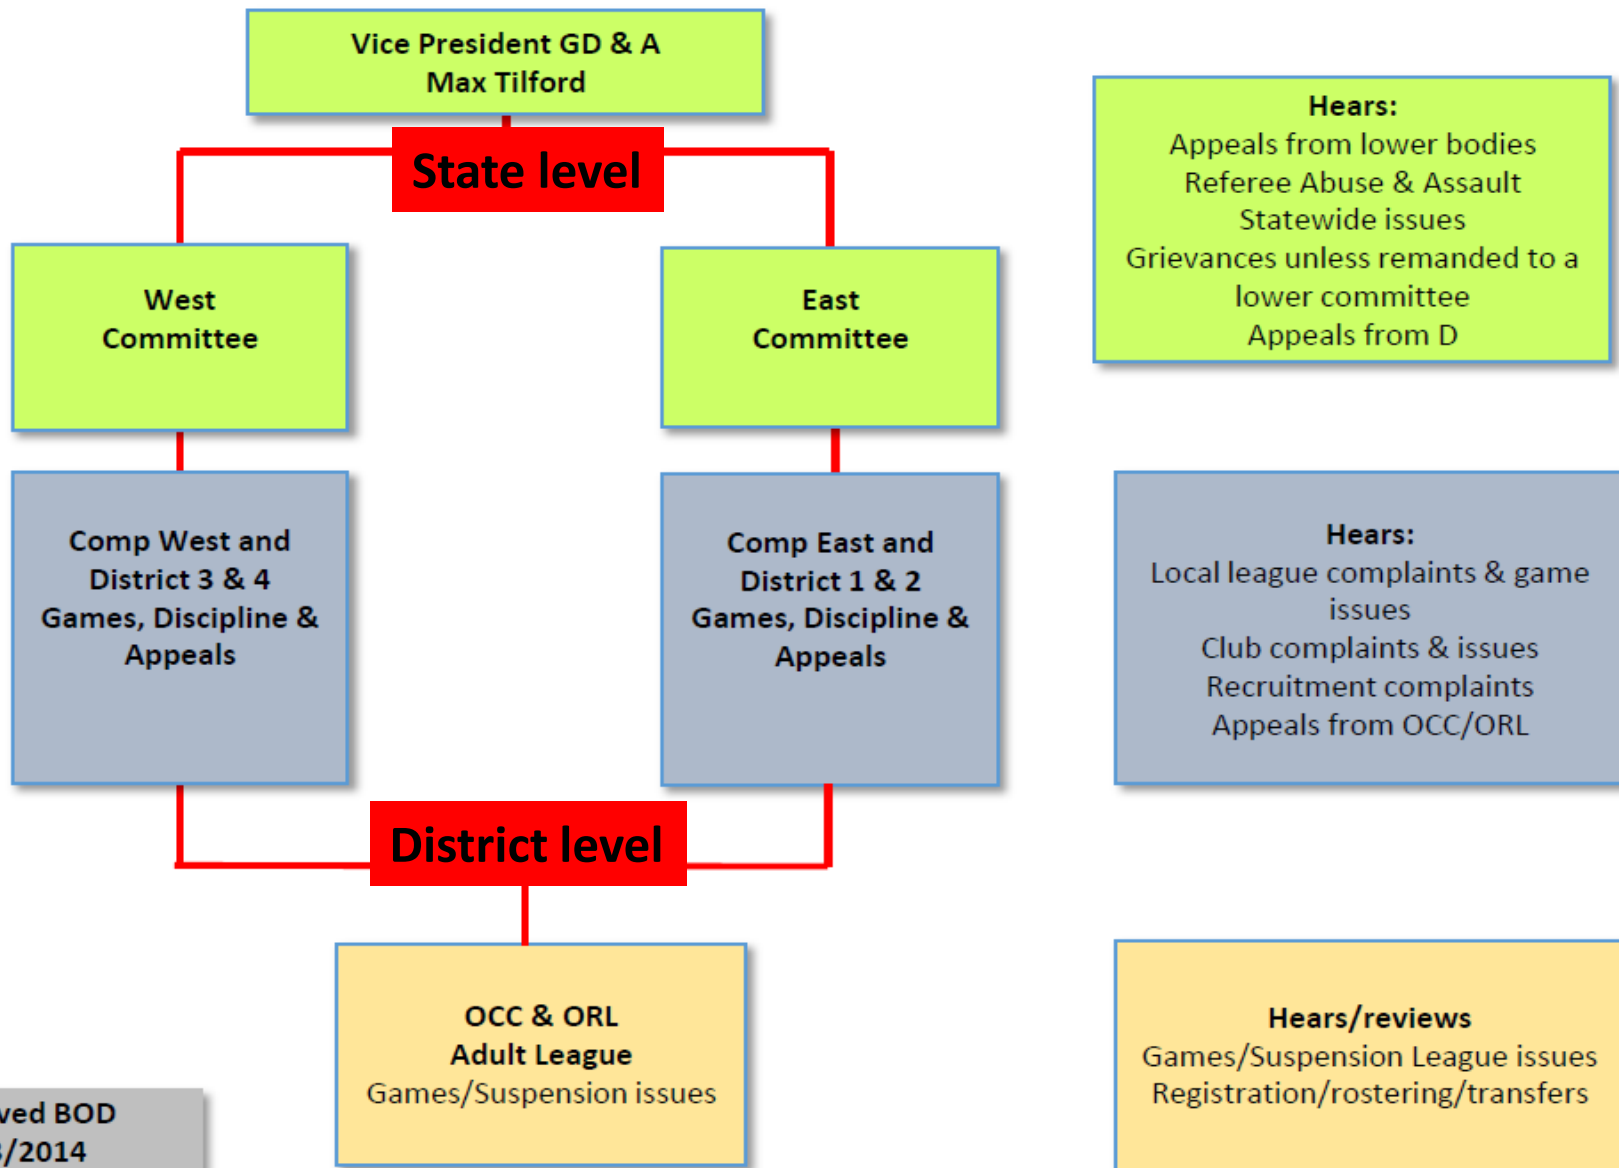 Vice President GD & A
Max Tilford
State level
West
Committee
East
Committee
Hears:
Appeals from lower bodies
Referee Abuse & Assault
Statewide issues
Grievances unless remanded to a
lower committee
Appeals from D
Comp West and
District 3 & 4
Games, Discipline &
Appeals
Comp East and
District 1 & 2
Games, Discipline &
Appeals
Hears:
Local league complaints & game
issues
Club complaints & issues
Recruitment complaints
Appeals from OCC/ORL
District level
OCC & ORL
Adult League
Games/Suspension issues
Hears/reviews
Games/Suspension League issues
Registration/rostering/transfers
ved BOD
/2014